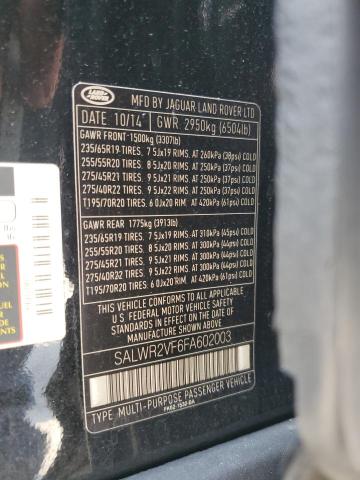 LAND ROVER
MFD BY JAGUAR LAND ROVER LTD
DATE: 10/14 GWR: 2950kg (6504lb)
GAWR FRONT-1500kg (3307lb)
235/65R19 TIRES, 7.5Jx19 RIMS, AT 260kPa (38psi) COLD
255/55R20 TIRES, 8.5Jx20 RIMS, AT 250kPa (37psi) COLD
275/45R21 TIRES, 9.5Jx21 RIMS, AT 250kPa (37psi) COLD
275/40R22 TIRES, 9.5Jx22 RIMS, AT 250kPa (37psi) COLD
T195/70R20 TIRES, 6.0Jx20 RIMS, AT 420kPa (61psi) COLD
GAWR REAR 1775kg (3913lb)
235/65R19 TIRES, 7.5Jx19 RIMS, AT 310kPa (45psi) COLD
255/55R20 TIRES, 8.5Jx20 RIMS, AT 300kPa (44psi) COLD
275/45R21 TIRES, 9.5Jx21 RIMS, AT 300kPa (44psi) COLD
275/40R22 TIRES, 9.5Jx22 RIMS, AT 300kPa (44psi) COLD
T195/70R20 TIRES, 6.0Jx20 RIMS, AT 420kPa (61psi) COLD
THIS VEHICLE CONFORMS TO ALL APPLICABLE
FEDERAL MOTOR VEHICLE SAFETY AND
THEFT PREVENTION STANDARDS IN EFFECT ON
THE DATE OF MANUFACTURE SHOWN ABOVE.
SALWR2VF6FA602003
TYPE: MULTI-PURPOSE PASSENGER VEHICLE